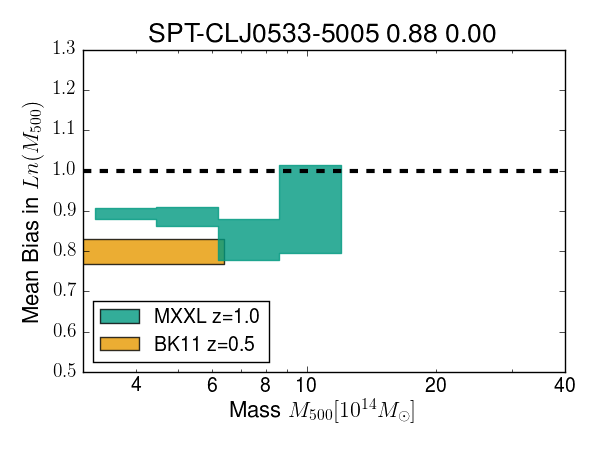 SPT-CLJ0533-5005 0.88 0.00
1.3
1.2
1.1
1.0
0.9
0.8
0.7
0.6
0.5
Mean Bias in Ln(M₅₀₀)
MXXL z=1.0
BK11 z=0.5
4 6 8 10 20 40
Mass M₅₀₀[10¹⁴M☉]